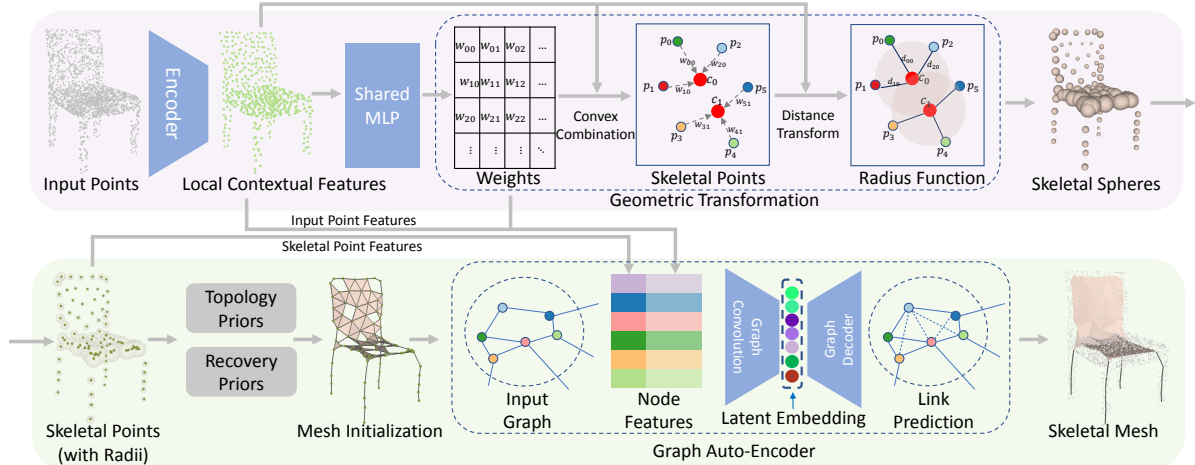 Encoder
Shared
MLP
w00 w01 w02 ...
w10 w11 w12 ...
w20 w21 w22 ...
⋮ ⋮ ⋮ ⋱
Convex
Combination
p0
p2
w00
w20
c0
p1
w10
c1
p5
w51
w31
w41
p3
p4
Distance
Transform
p0
p2
d00
d20
c0
p1
d10
p5
c1
p3
p4
Input Points
Local Contextual Features
Weights
Skeletal Points
Radius Function
Skeletal Spheres
Geometric Transformation
Input Point Features
Skeletal Point Features
Topology
Priors
Recovery
Priors
Graph
Convolution
Graph
Decoder
Skeletal Points
(with Radii)
Mesh Initialization
Input
Graph
Node
Features
Latent Embedding
Link
Prediction
Skeletal Mesh
Graph Auto-Encoder